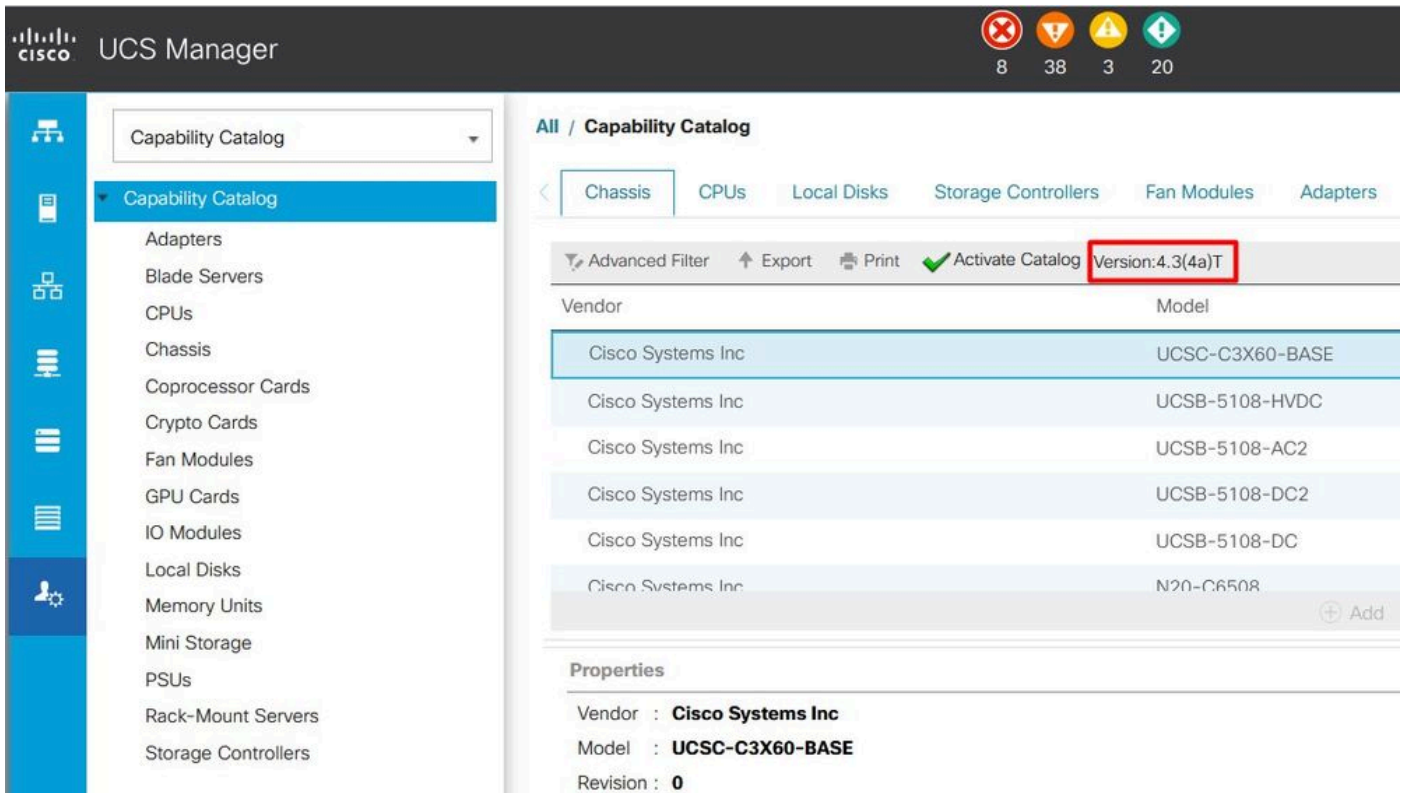 cisco UCS Manager
8 38 3 20
Capability Catalog
Capability Catalog
Adapters
Blade Servers
CPUs
Chassis
Coprocessor Cards
Crypto Cards
Fan Modules
GPU Cards
IO Modules
Local Disks
Memory Units
Mini Storage
PSUs
Rack-Mount Servers
Storage Controllers
All / Capability Catalog
Chassis CPUs Local Disks Storage Controllers Fan Modules Adapters
Advanced Filter Export Print Activate Catalog Version:4.3(4a)T
Vendor Model
Cisco Systems Inc UCSC-C3X60-BASE
Cisco Systems Inc UCSB-5108-HVDC
Cisco Systems Inc UCSB-5108-AC2
Cisco Systems Inc UCSB-5108-DC2
Cisco Systems Inc UCSB-5108-DC
Cisco Systems Inc N20-C6508
Add
Properties
Vendor : Cisco Systems Inc
Model : UCSC-C3X60-BASE
Revision : 0